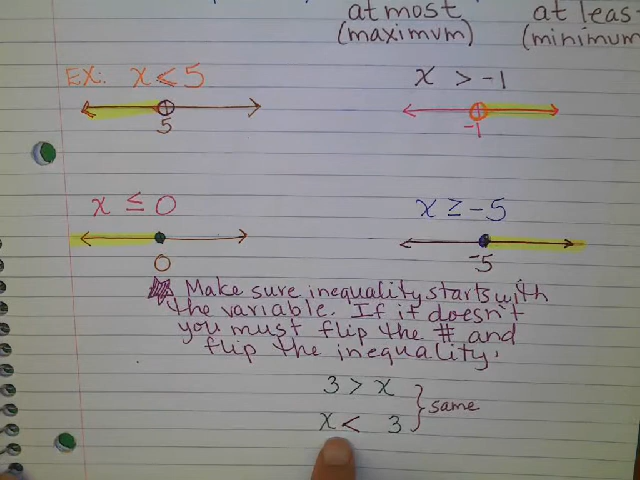 at most at leas
(maximum) (minimum
EX: x < 5 x > -1
5 -1
x ≤ 0 x ≥ -5
0 -5
Make sure inequality starts with
the variable. If it doesn't
you must flip the # and
flip the inequality.
3 > x
same
x < 3